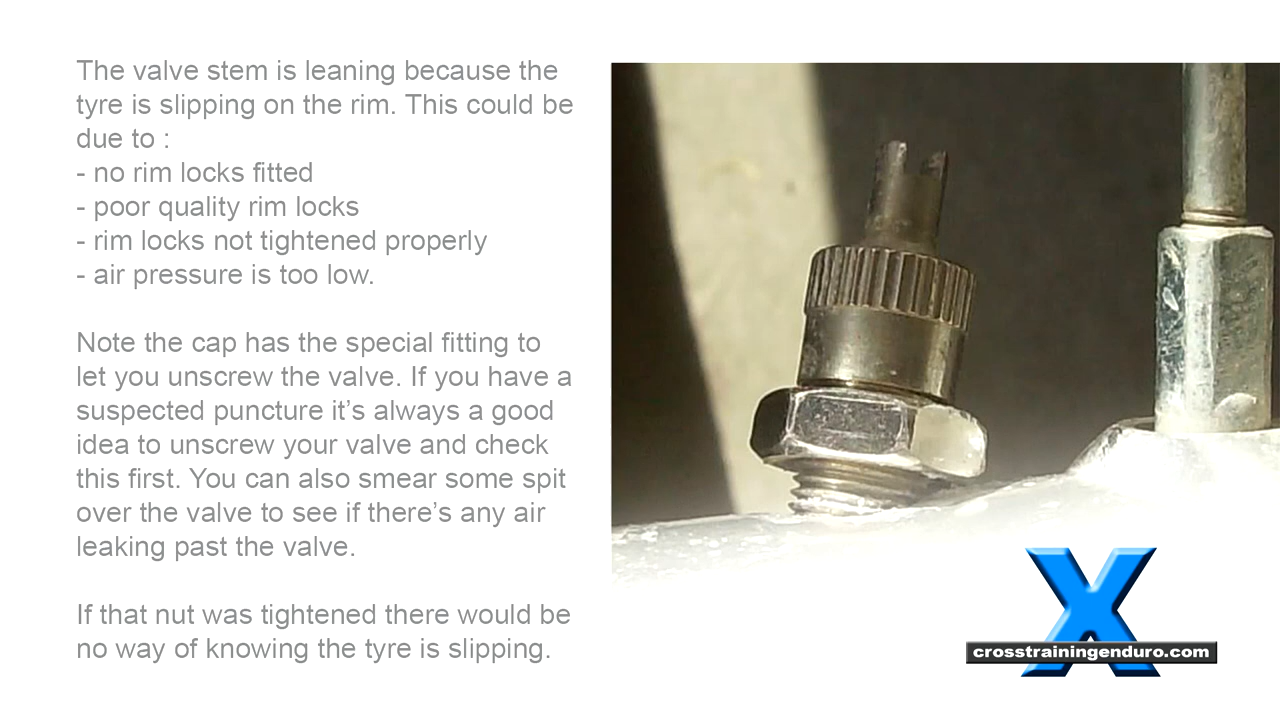 The valve stem is leaning because the
tyre is slipping on the rim. This could be
due to :
- no rim locks fitted
- poor quality rim locks
- rim locks not tightened properly
- air pressure is too low.
Note the cap has the special fitting to
let you unscrew the valve. If you have a
suspected puncture it’s always a good
idea to unscrew your valve and check
this first. You can also smear some spit
over the valve to see if there’s any air
leaking past the valve.
If that nut was tightened there would be
no way of knowing the tyre is slipping.
X
crosstrainingenduro.com